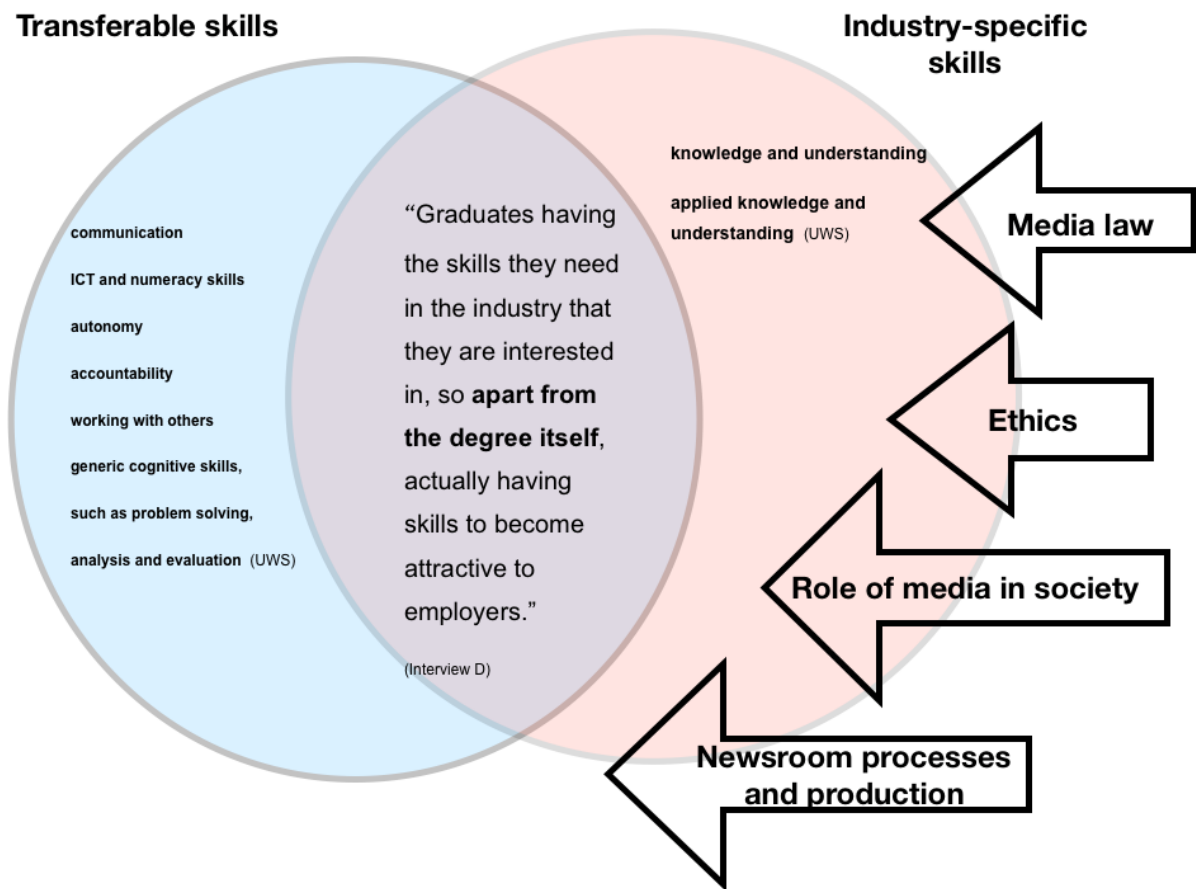 Transferable skills
Industry-specific
skills
communication
ICT and numeracy skills
autonomy
accountability
working with others
generic cognitive skills,
such as problem solving,
analysis and evaluation (UWS)
“Graduates having
the skills they need
in the industry that
they are interested
in, so apart from
the degree itself,
actually having
skills to become
attractive to
employers.”
(Interview D)
knowledge and understanding
applied knowledge and
understanding (UWS)
Media law
Ethics
Role of media in society
Newsroom processes
and production